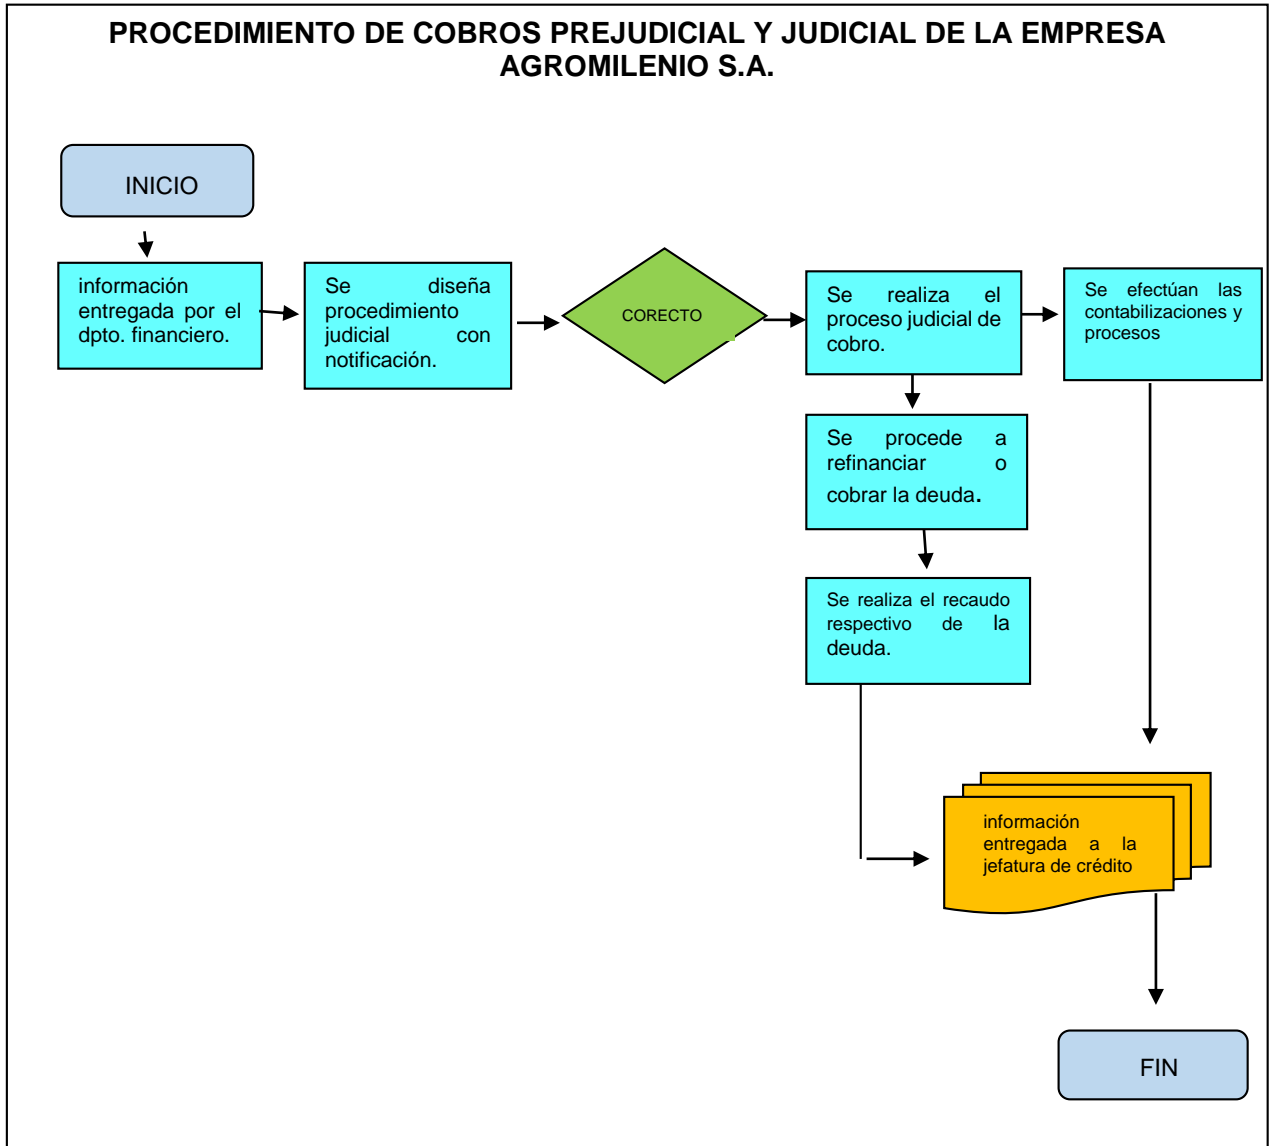 PROCEDIMIENTO DE COBROS PREJUDICIAL Y JUDICIAL DE LA EMPRESA
AGROMILENIO S.A.
INICIO
información
entregada por el
dpto. financiero.
Se diseña
procedimiento
judicial con
notificación.
CORECTO
Se realiza el
proceso judicial de
cobro.
Se efectúan las
contabilizaciones y
procesos
Se procede a
refinanciar o
cobrar la deuda.
Se realiza el recaudo
respectivo de la
deuda.
información
entregada a la
jefatura de crédito
FIN